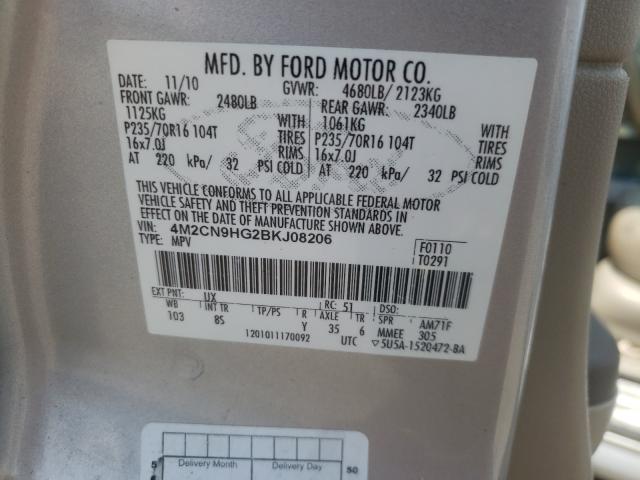 MFD. BY FORD MOTOR CO.
DATE: 11/10 GVWR: 4680LB/ 2123KG
FRONT GAWR: 2480LB REAR GAWR: 2340LB
1125KG WITH 1061KG WITH
P235/70R16 104T TIRES P235/70R16 104T TIRES
16x7.0J RIMS 16x7.0J RIMS
AT 220 kPa/ 32 PSI COLD AT 220 kPa/ 32 PSI COLD
THIS VEHICLE CONFORMS TO ALL APPLICABLE FEDERAL MOTOR
VEHICLE SAFETY AND THEFT PREVENTION STANDARDS IN
EFFECT ON THE DATE OF MANUFACTURE SHOWN ABOVE.
VIN: 4M2CN9HG2BKJ08206 F0110
TYPE: MPV T0291
EXT PNT: UX RC: 51 DSO:
WB INT TR TP/PS R AXLE TR SPR AM71F
103 8S Y 35 6 MMEE 305
1201011170092 UTC ▽5U5A-1520472-BA
5 Delivery Month Delivery Day 50